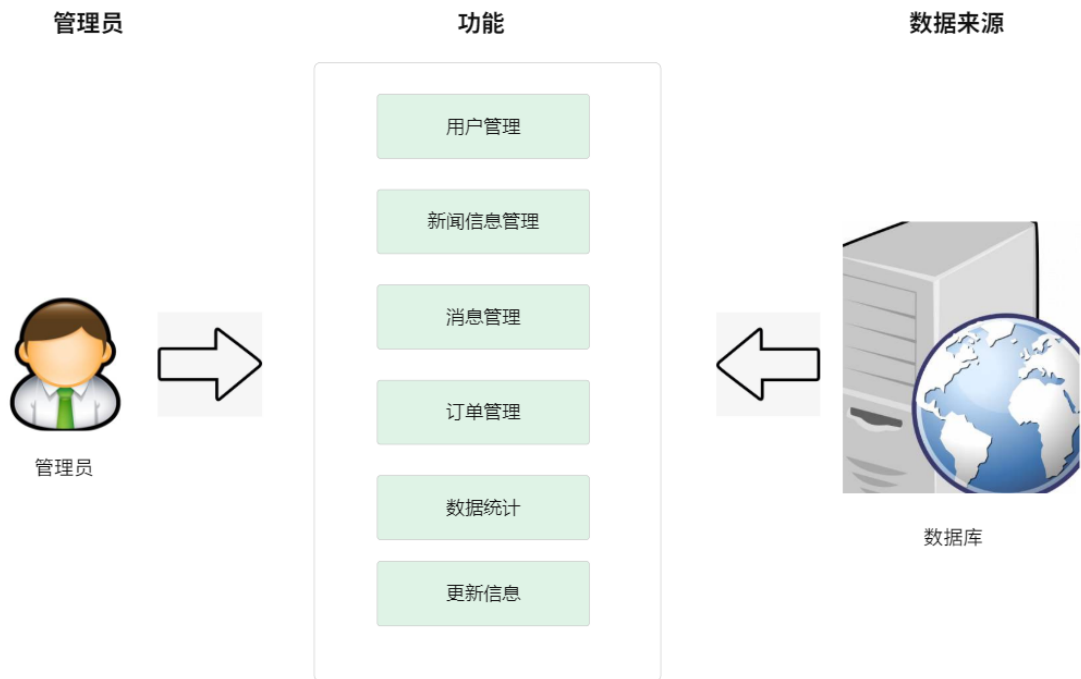 管理员
功能
数据来源
用户管理
新闻信息管理
消息管理
订单管理
管理员
数据统计
数据库
更新信息